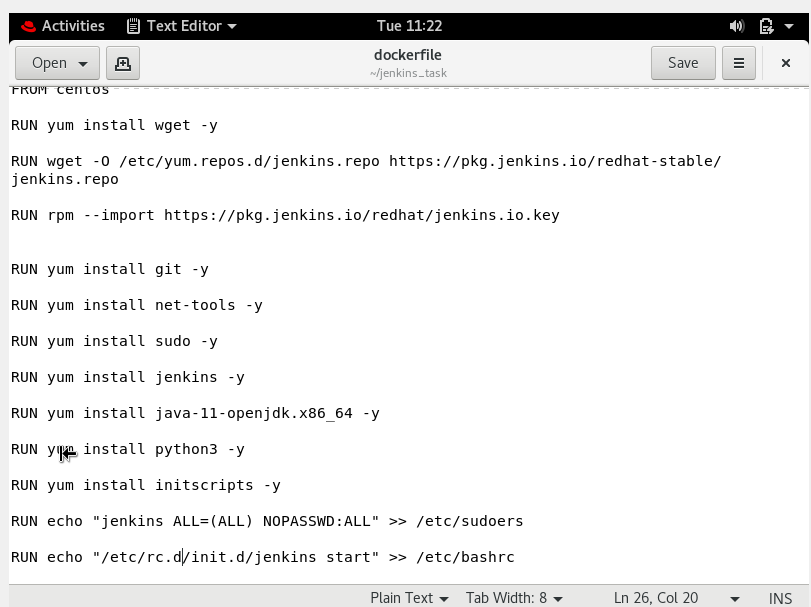 Activities Text Editor Tue 11:22
Open dockerfile Save
~/jenkins_task
FROM centos
RUN yum install wget -y
RUN wget -O /etc/yum.repos.d/jenkins.repo https://pkg.jenkins.io/redhat-stable/
jenkins.repo
RUN rpm --import https://pkg.jenkins.io/redhat/jenkins.io.key
RUN yum install git -y
RUN yum install net-tools -y
RUN yum install sudo -y
RUN yum install jenkins -y
RUN yum install java-11-openjdk.x86_64 -y
RUN yum install python3 -y
RUN yum install initscripts -y
RUN echo "jenkins ALL=(ALL) NOPASSWD:ALL" >> /etc/sudoers
RUN echo "/etc/rc.d/init.d/jenkins start" >> /etc/bashrc
Plain Text Tab Width: 8 Ln 26, Col 20 INS